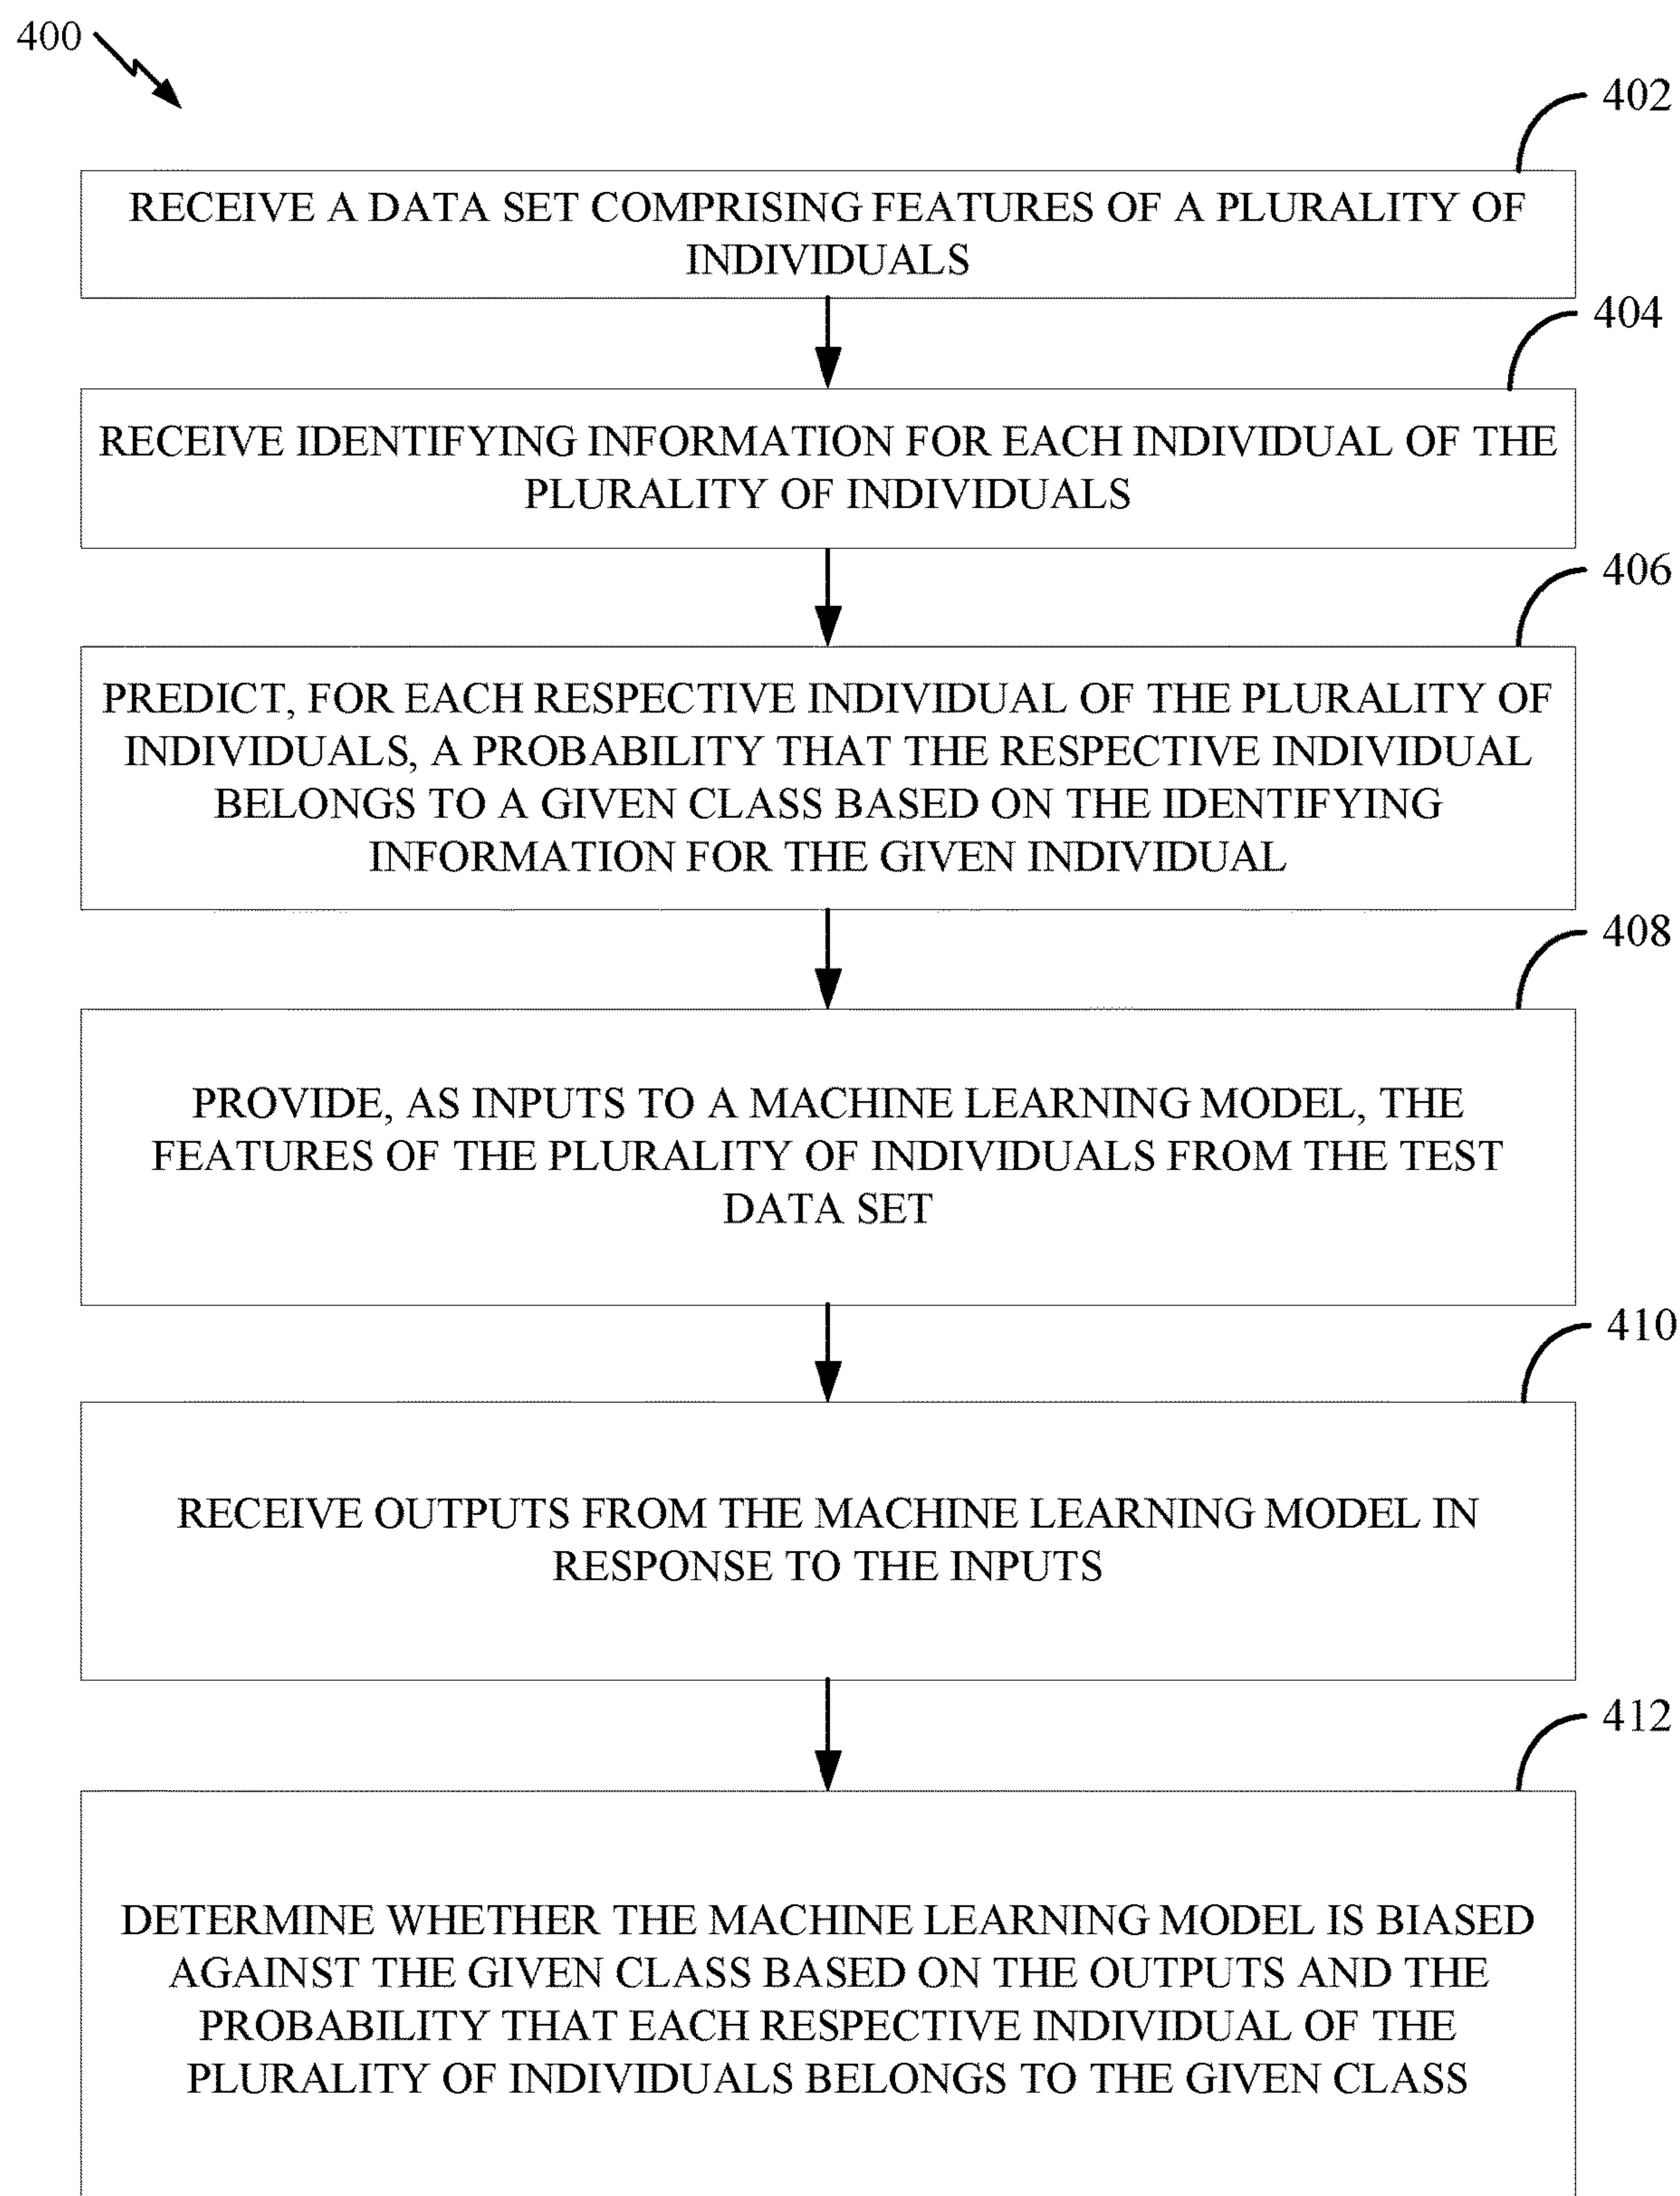 400
402
RECEIVE A DATA SET COMPRISING FEATURES OF A PLURALITY OF
INDIVIDUALS
404
RECEIVE IDENTIFYING INFORMATION FOR EACH INDIVIDUAL OF THE
PLURALITY OF INDIVIDUALS
406
PREDICT, FOR EACH RESPECTIVE INDIVIDUAL OF THE PLURALITY OF
INDIVIDUALS, A PROBABILITY THAT THE RESPECTIVE INDIVIDUAL
BELONGS TO A GIVEN CLASS BASED ON THE IDENTIFYING
INFORMATION FOR THE GIVEN INDIVIDUAL
408
PROVIDE, AS INPUTS TO A MACHINE LEARNING MODEL, THE
FEATURES OF THE PLURALITY OF INDIVIDUALS FROM THE TEST
DATA SET
410
RECEIVE OUTPUTS FROM THE MACHINE LEARNING MODEL IN
RESPONSE TO THE INPUTS
412
DETERMINE WHETHER THE MACHINE LEARNING MODEL IS BIASED
AGAINST THE GIVEN CLASS BASED ON THE OUTPUTS AND THE
PROBABILITY THAT EACH RESPECTIVE INDIVIDUAL OF THE
PLURALITY OF INDIVIDUALS BELONGS TO THE GIVEN CLASS